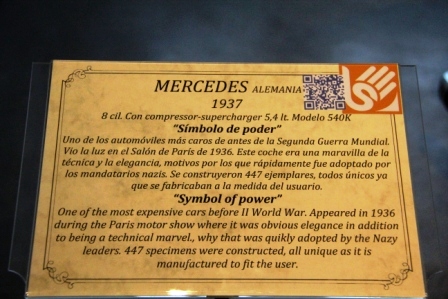 MERCEDES ALEMANIA
1937
8 cil. Con compressor-supercharger 5,4 lt. Modelo 540K
"Símbolo de poder"
Uno de los automóviles más caros de antes de la Segunda Guerra Mundial.
Vio la luz en el Salón de París de 1936. Este coche era una maravilla de la
técnica y la elegancia, motivos por los que rápidamente fue adoptado por
los mandatarios nazis. Se construyeron 447 ejemplares, todos únicos ya
que se fabricaban a la medida del usuario.
"Symbol of power"
One of the most expensive cars before II World War. Appeared in 1936
during the Paris motor show where it was obvious elegance in addition
to being a technical marvel., why that was quikly adopted by the Nazy
leaders. 447 specimens were constructed, all unique as it is
manufactured to fit the user.